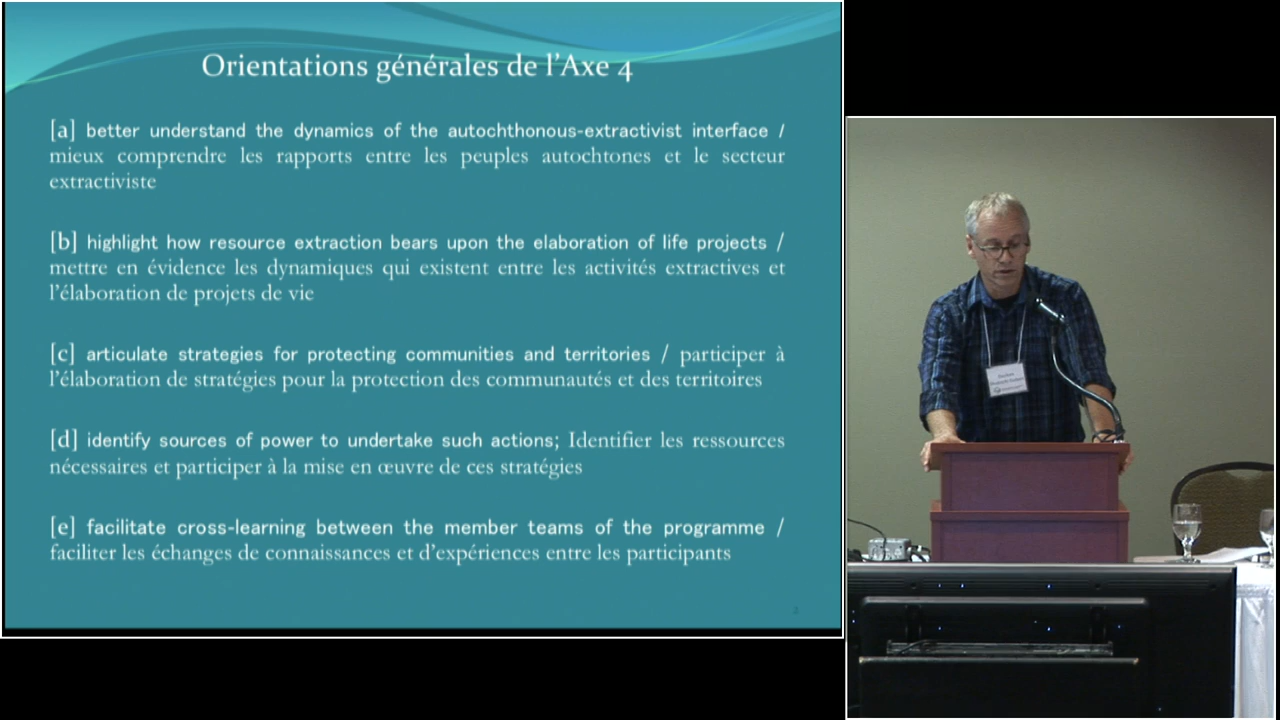 Orientations générales de l'Axe 4
[a] better understand the dynamics of the autochthonous-extractivist interface /
mieux comprendre les rapports entre les peuples autochtones et le secteur
extractiviste
[b] highlight how resource extraction bears upon the elaboration of life projects /
mettre en évidence les dynamiques qui existent entre les activités extractives et
l'élaboration de projets de vie
[c] articulate strategies for protecting communities and territories / participer à
l'élaboration de stratégies pour la protection des communautés et des territoires
[d] identify sources of power to undertake such actions; Identifier les ressources
nécessaires et participer à la mise en œuvre de ces stratégies
[e] facilitate cross-learning between the member teams of the programme /
faciliter les échanges de connaissances et d'expériences entre les participants